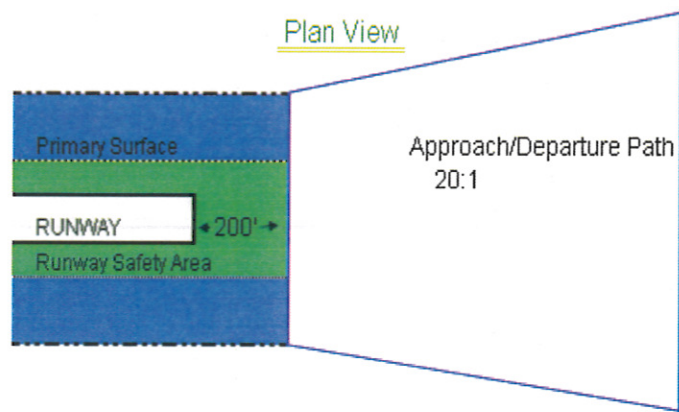 Plan View
Primary Surface
Approach/Departure Path
20:1
RUNWAY
200'
Runway Safety Area